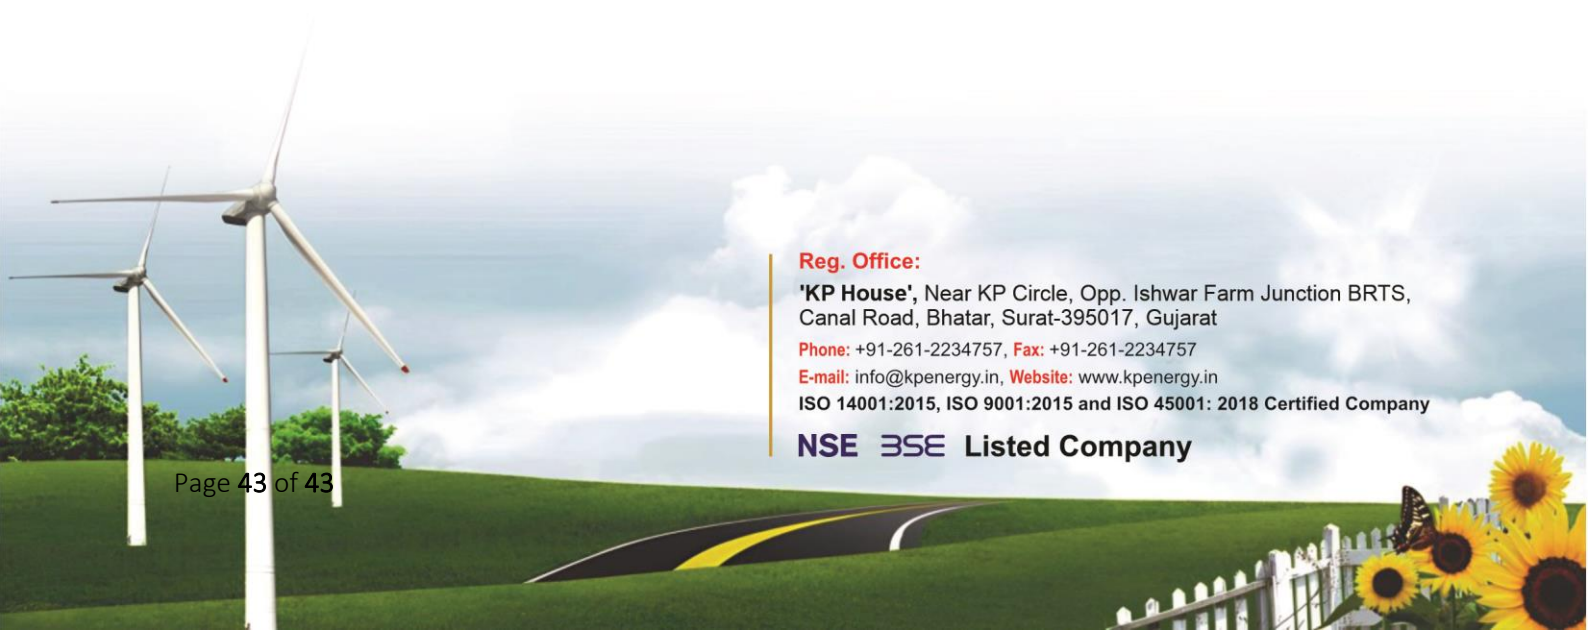 Reg. Office:
'KP House', Near KP Circle, Opp. Ishwar Farm Junction BRTS,
Canal Road, Bhatar, Surat-395017, Gujarat
Phone: +91-261-2234757, Fax: +91-261-2234757
E-mail: info@kpenergy.in, Website: www.kpenergy.in
ISO 14001:2015, ISO 9001:2015 and ISO 45001: 2018 Certified Company
NSE BSE Listed Company
Page 43 of 43